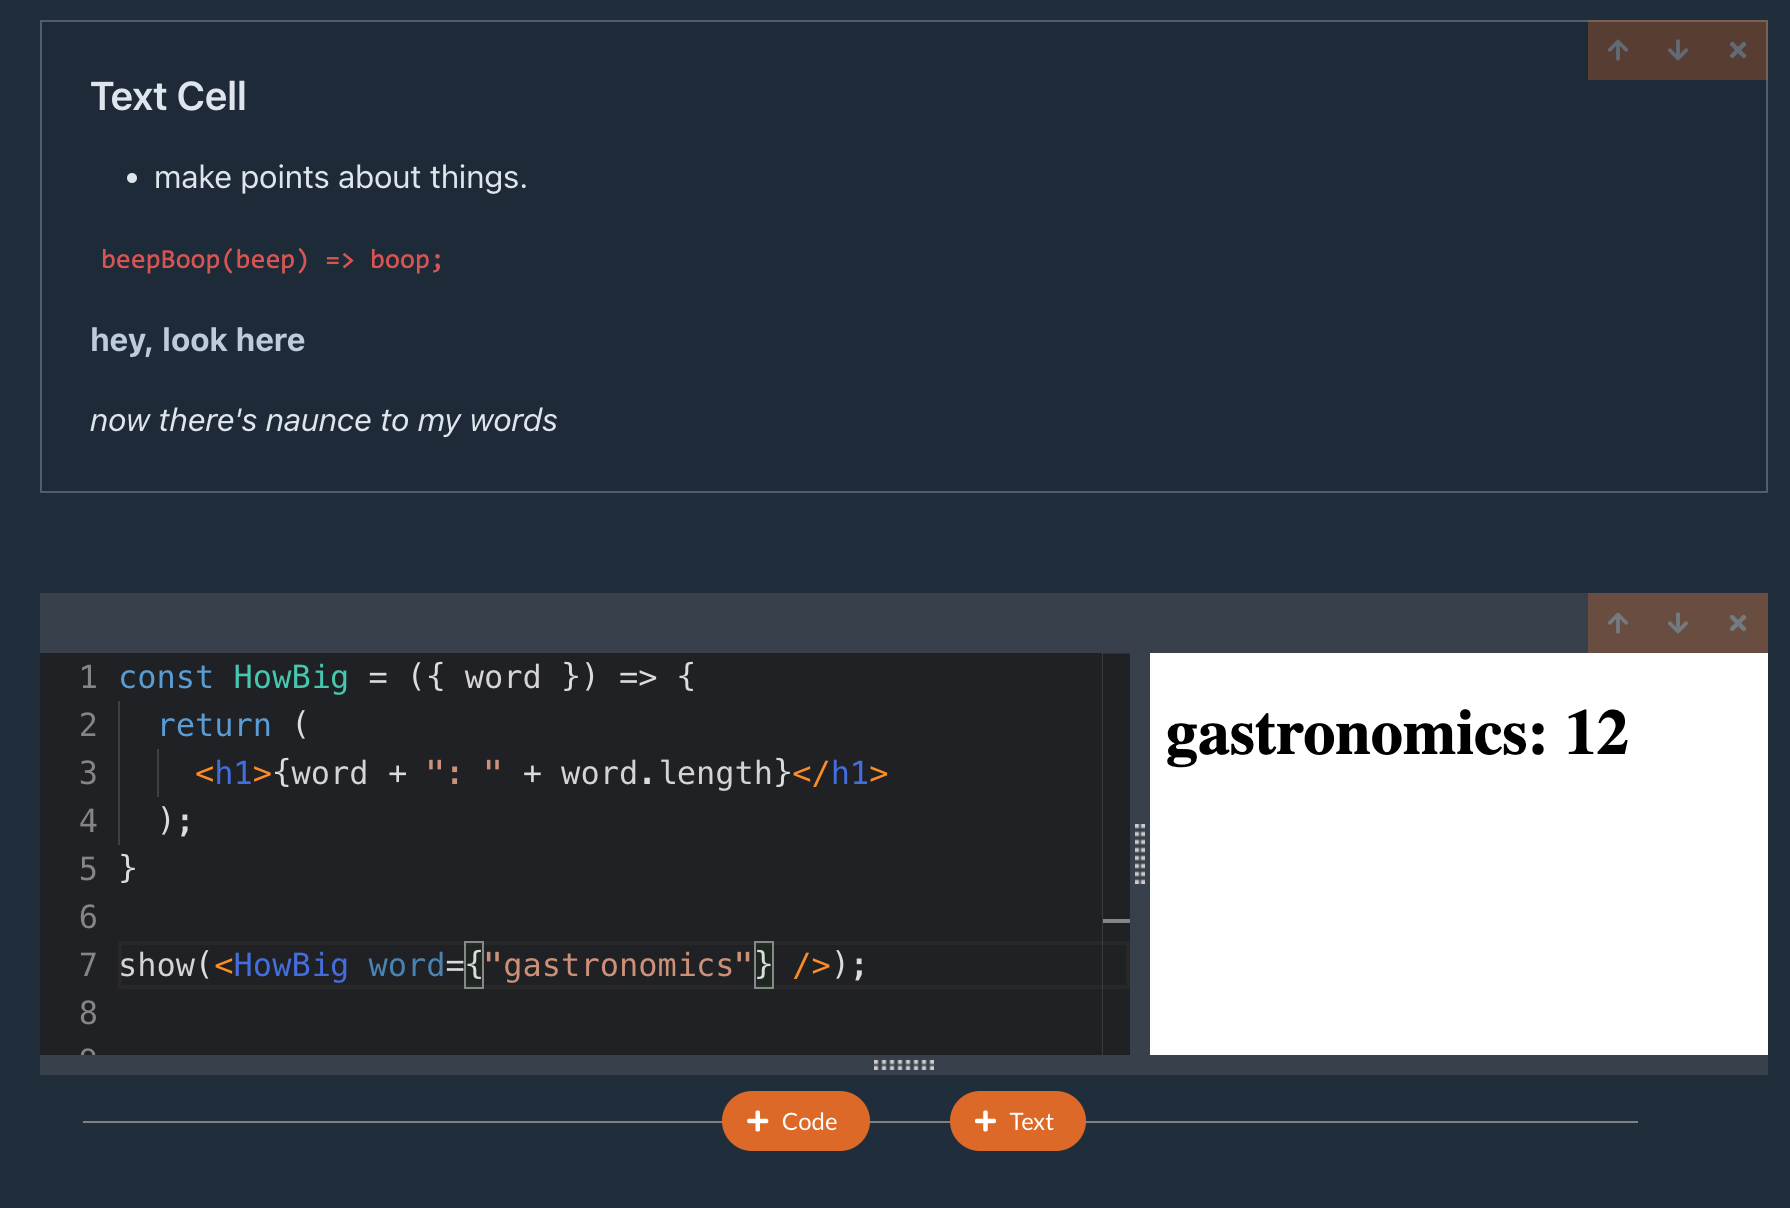 Text Cell
• make points about things.
beepBoop(beep) => boop;
hey, look here
now there's naunce to my words
1 const HowBig = ({ word }) => {
2 return (
3 <h1>{word + ": " + word.length}</h1>
4 );
5 }
6
7 show(<HowBig word={"gastronomics"} />);
8
gastronomics: 12
+ Code
+ Text